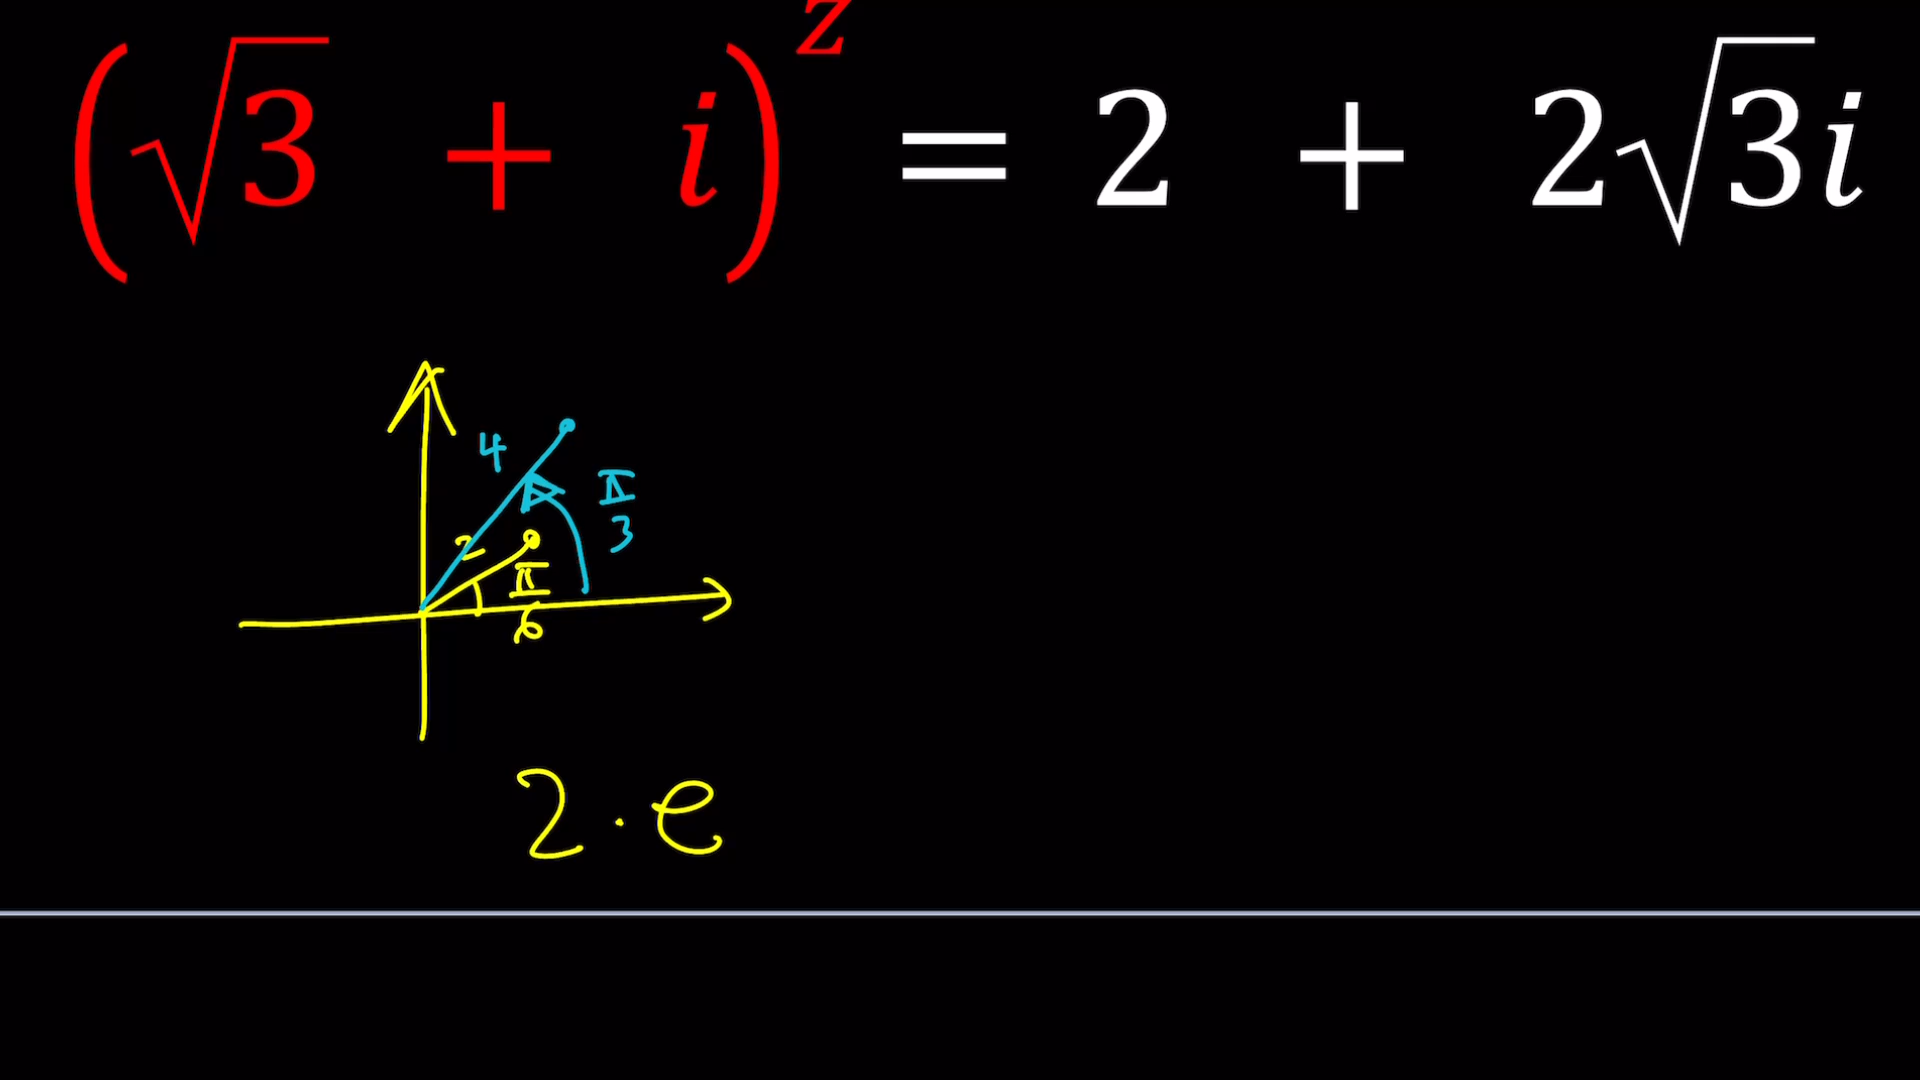 (√3 + i)^z = 2 + 2√3i
4
π/3
2
π/6
2 · e